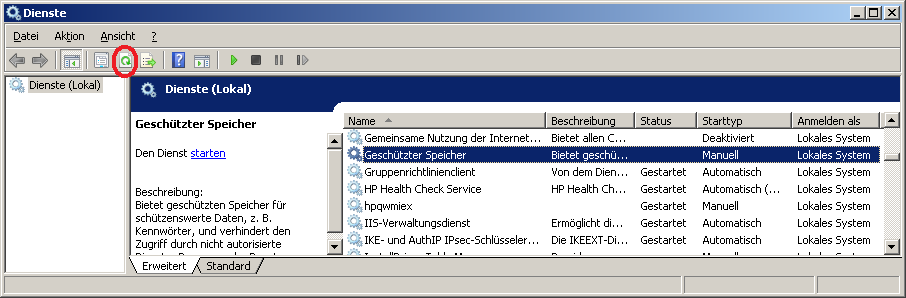 Dienste
Datei Aktion Ansicht ?
Dienste (Lokal)
Dienste (Lokal)
Geschützter Speicher
Den Dienst starten
Beschreibung:
Bietet geschützten Speicher für
schützenswerte Daten, z. B.
Kennwörter, und verhindert den
Zugriff durch nicht autorisierte
Name Beschreibung Status Starttyp Anmelden als
Gemeinsame Nutzung der Internet... Bietet allen C... Deaktiviert Lokales System
Geschützter Speicher Bietet geschü... Manuell Lokales System
Gruppenrichtlinienclient Von dem Dien... Gestartet Automatisch Lokales System
HP Health Check Service HP Health Ch... Gestartet Automatisch (... Lokales System
hpqwmiex Gestartet Manuell Lokales System
IIS-Verwaltungsdienst Ermöglicht di... Gestartet Automatisch Lokales System
IKE- und AuthIP IPsec-Schlüsseler... Die IKEEXT-Di... Gestartet Automatisch Lokales System
Erweitert Standard